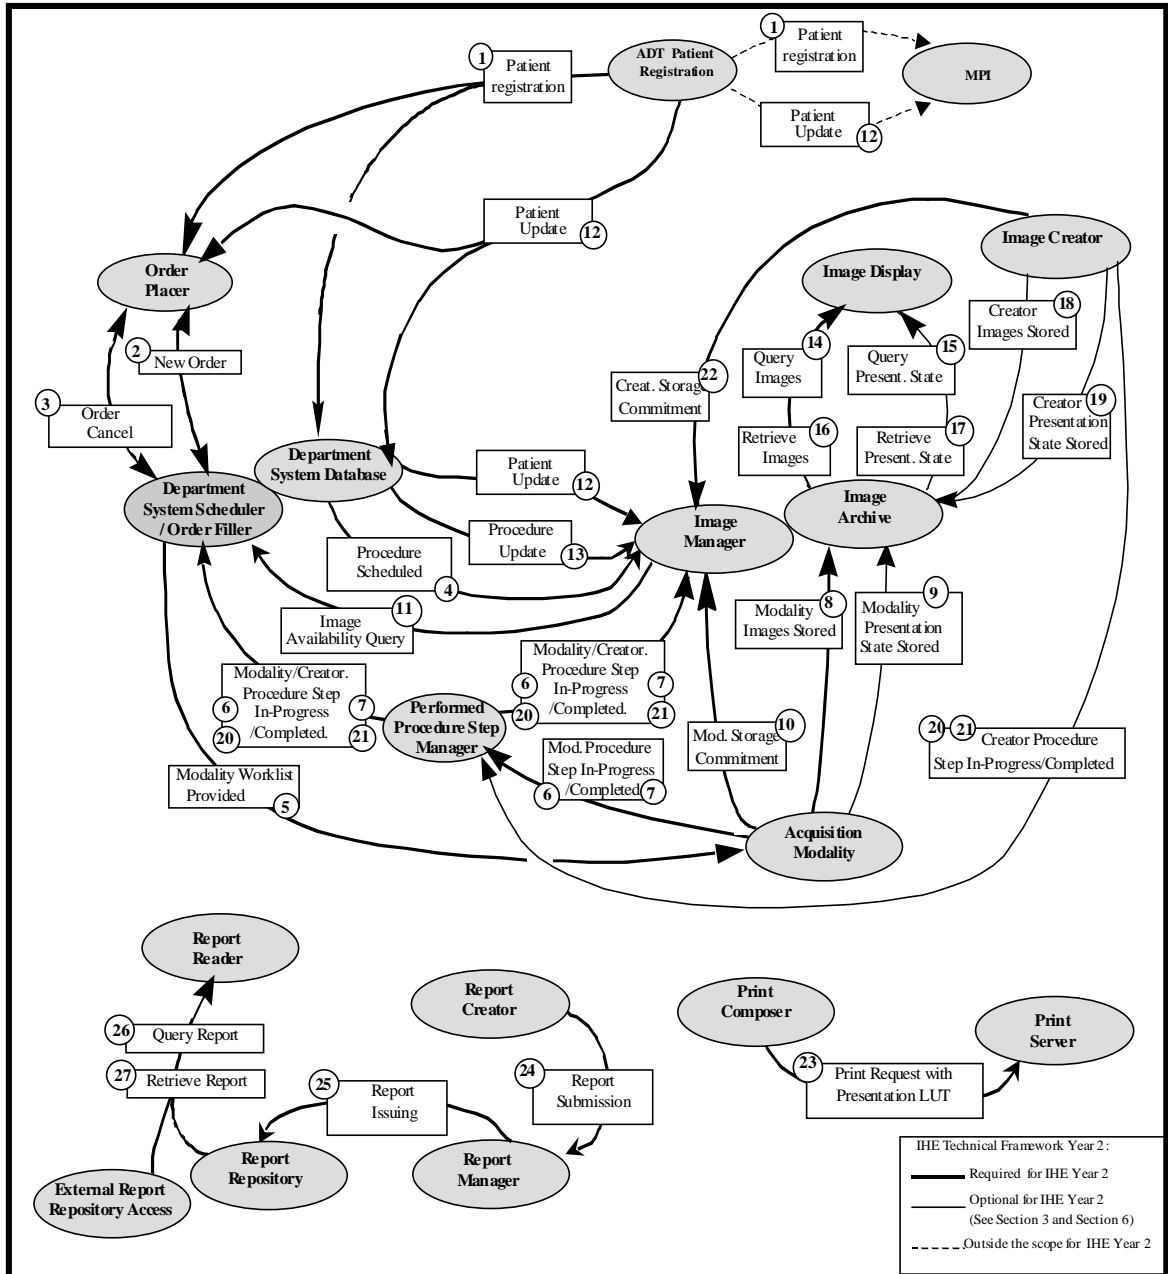 1
Patient
registration
ADT Patient
Registration
1
Patient
registration
MPI
Patient
Update
12
Patient
Update
12
Image Creator
Order
Placer
Image Display
18
Creator
Images Stored
2
New Order
14
Query
Images
15
Query
Present. State
22
Creat. Storage
Commitment
3
Order
Cancel
19
Creator
Presentation
State Stored
16
Retrieve
Images
17
Retrieve
Present. State
Department
System Database
Patient
Update
12
Department
System Scheduler
/ Order Filler
Image
Archive
Image
Manager
Procedure
Update
13
Procedure
Scheduled
4
8
Modality
Images Stored
9
Modality
Presentation
State Stored
11
Image
Availability Query
Modality/Creator.
Procedure Step
In-Progress
/Completed.
6
7
20
21
Modality/Creator.
Procedure Step
In-Progress
/Completed.
6
7
20
21
Performed
Procedure Step
Manager
10
Mod. Storage
Commitment
20
21
Creator Procedure
Step In-Progress/Completed
Mod. Procedure
Step In-Progress
/Completed
6
7
Modality Worklist
Provided
5
Acquisition
Modality
Report
Reader
Report
Creator
Print
Composer
Print
Server
26
Query Report
27
Retrieve Report
25
Report
Issuing
24
Report
Submission
23
Print Request with
Presentation LUT
Report
Repository
Report
Manager
External Report
Repository Access
IHE Technical Framework Year 2 :
Required for IHE Year 2
Optional for IHE Year 2
(See Section 3 and Section 6)
Outside the scope for IHE Year 2